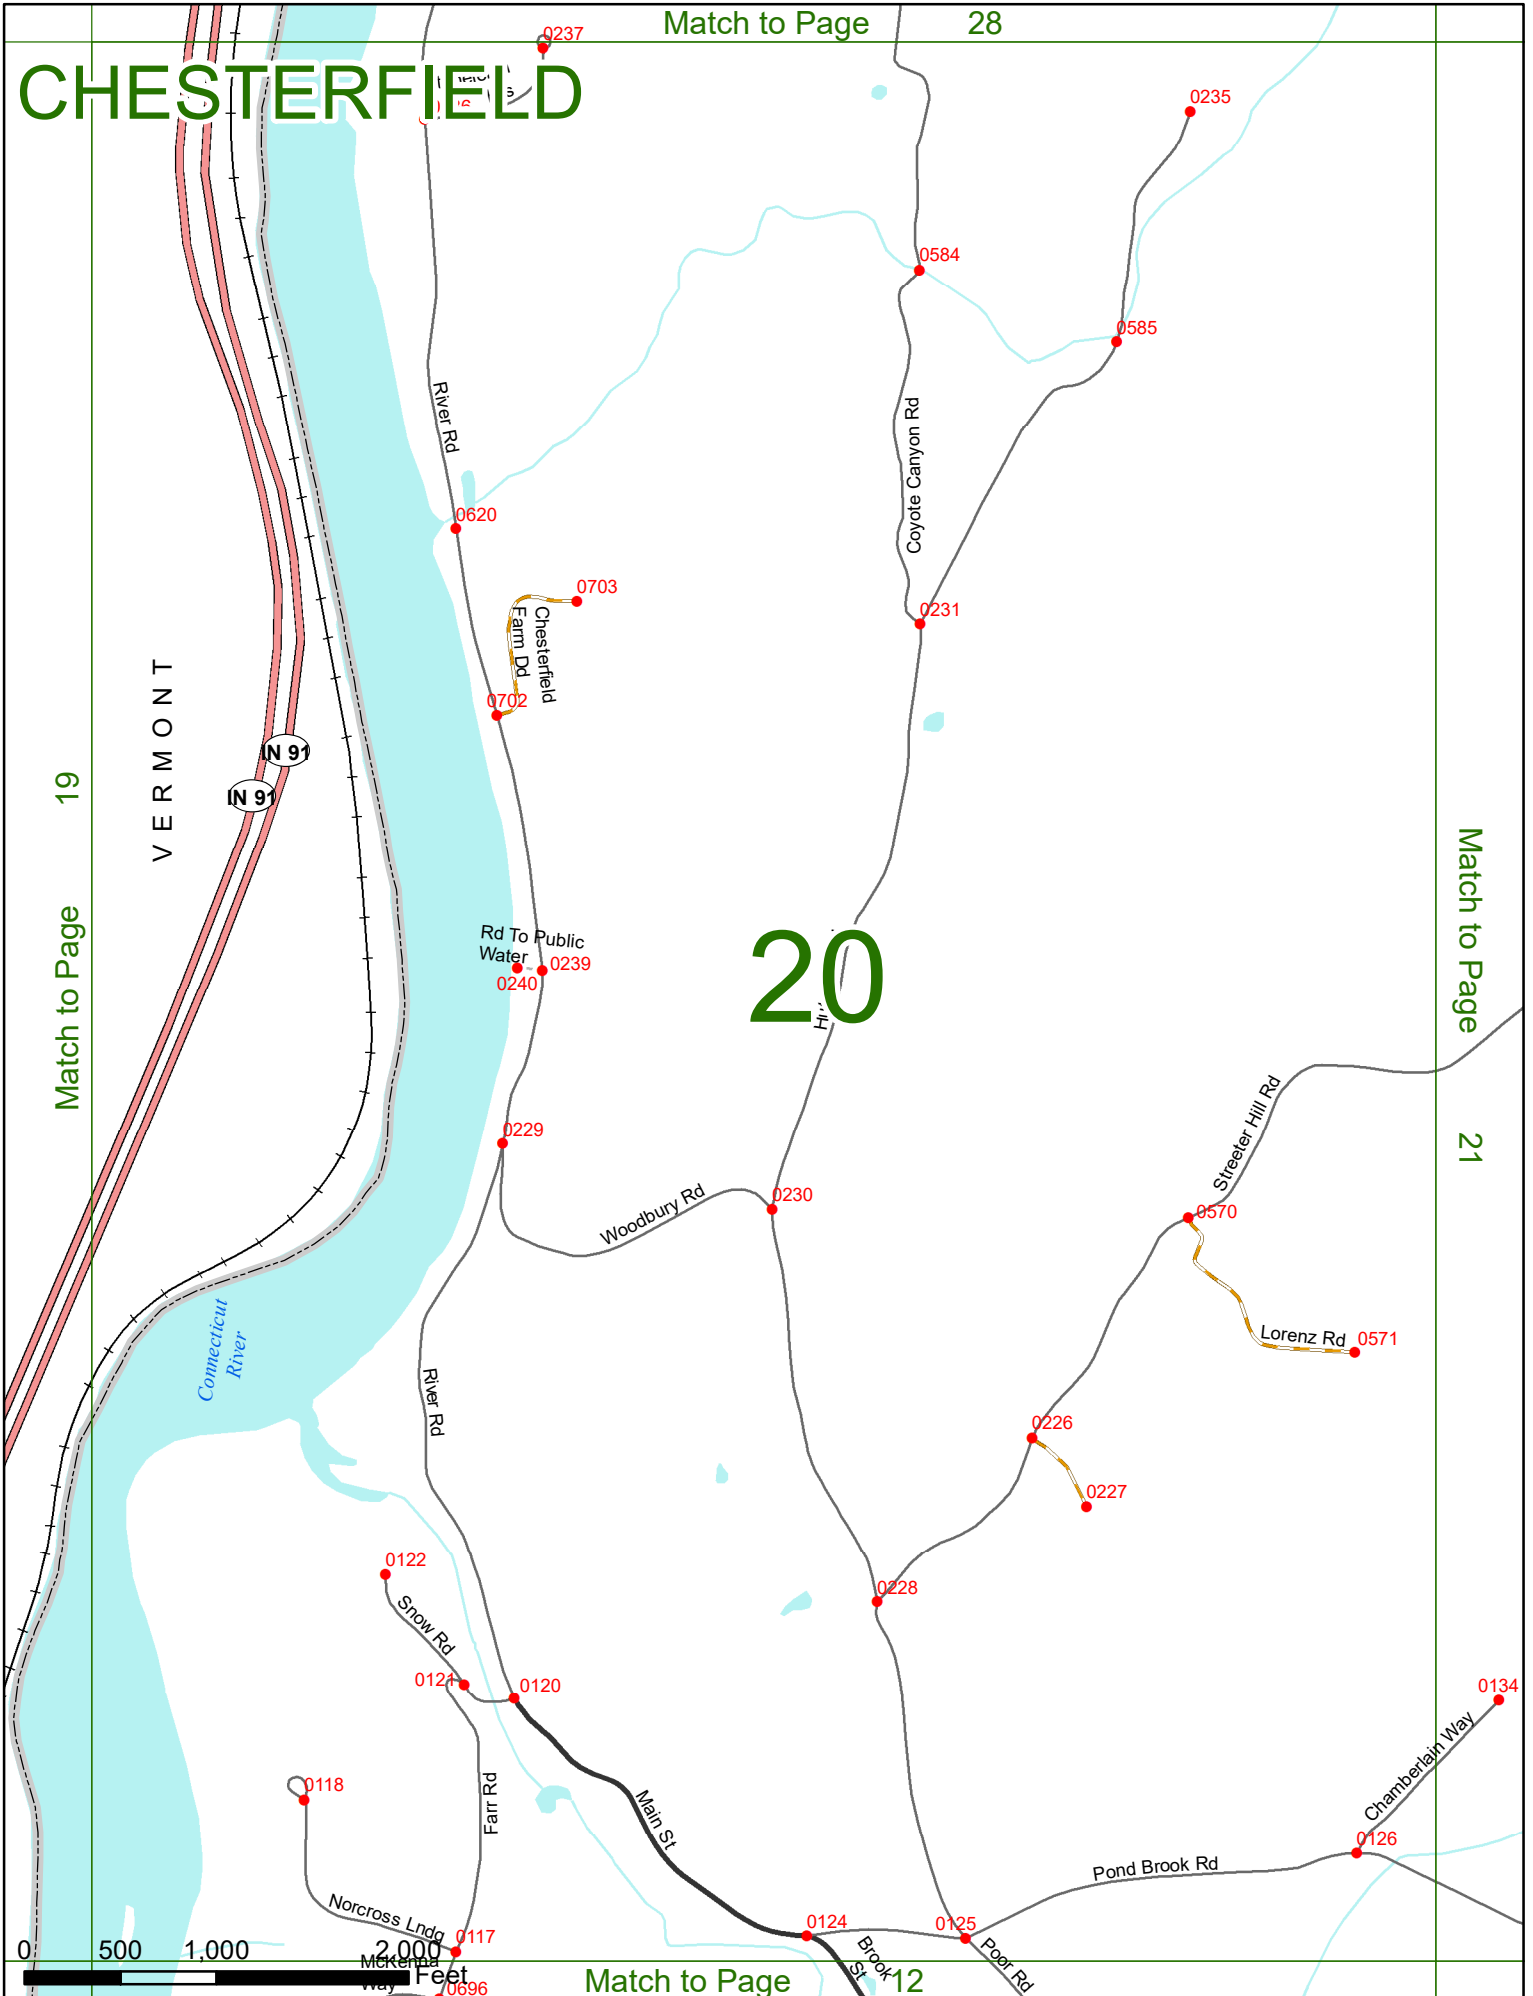 Match to Page 28
CHESTERFIELD
0237
0235
0584
0585
River Rd
Coyote Canyon Rd
0620
0703
0231
Chesterfield
Farm Dd
0702
VERMONT
IN 91
IN 91
Match to Page 19
Match to Page 21
Rd To Public
Water
0239
0240
20
0229
0230
Woodbury Rd
Streeter Hill Rd
0570
Lorenz Rd
0571
Connecticut
River
River Rd
0226
0227
0122
0228
Snow Rd
0121
0120
0134
Chamberlain Way
0118
Farr Rd
Main St
0126
Pond Brook Rd
Norcross Lndg
0117
0124
0125
Brook
St
Poor Rd
0 500 1,000 2,000
Feet
McKenna
Way
0696
Match to Page 12